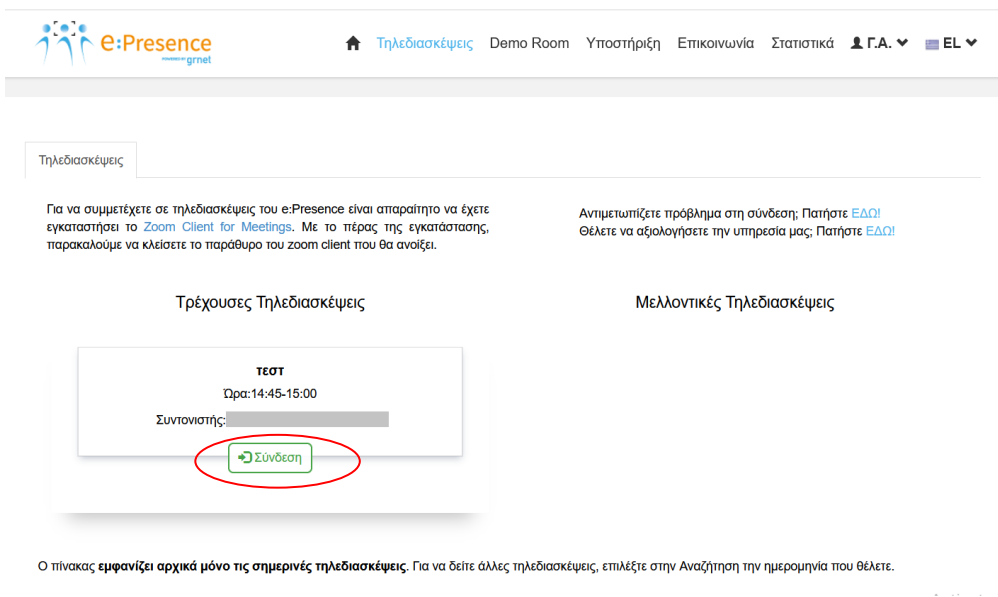 e:Presence
POWERED BY grnet
Τηλεδιασκέψεις Demo Room Υποστήριξη Επικοινωνία Στατιστικά Γ.Α. EL
Τηλεδιασκέψεις
Για να συμμετέχετε σε τηλεδιασκέψεις του e:Presence είναι απαραίτητο να έχετε
εγκαταστήσει το Zoom Client for Meetings. Με το πέρας της εγκατάστασης,
παρακαλούμε να κλείσετε το παράθυρο του zoom client που θα ανοίξει.
Αντιμετωπίζετε πρόβλημα στη σύνδεση; Πατήστε ΕΔΩ!
Θέλετε να αξιολογήσετε την υπηρεσία μας; Πατήστε ΕΔΩ!
Τρέχουσες Τηλεδιασκέψεις
τεστ
Ώρα:14:45-15:00
Συντονιστής:
Σύνδεση
Μελλοντικές Τηλεδιασκέψεις
Ο πίνακας εμφανίζει αρχικά μόνο τις σημερινές τηλεδιασκέψεις. Για να δείτε άλλες τηλεδιασκέψεις, επιλέξτε στην Αναζήτηση την ημερομηνία που θέλετε.